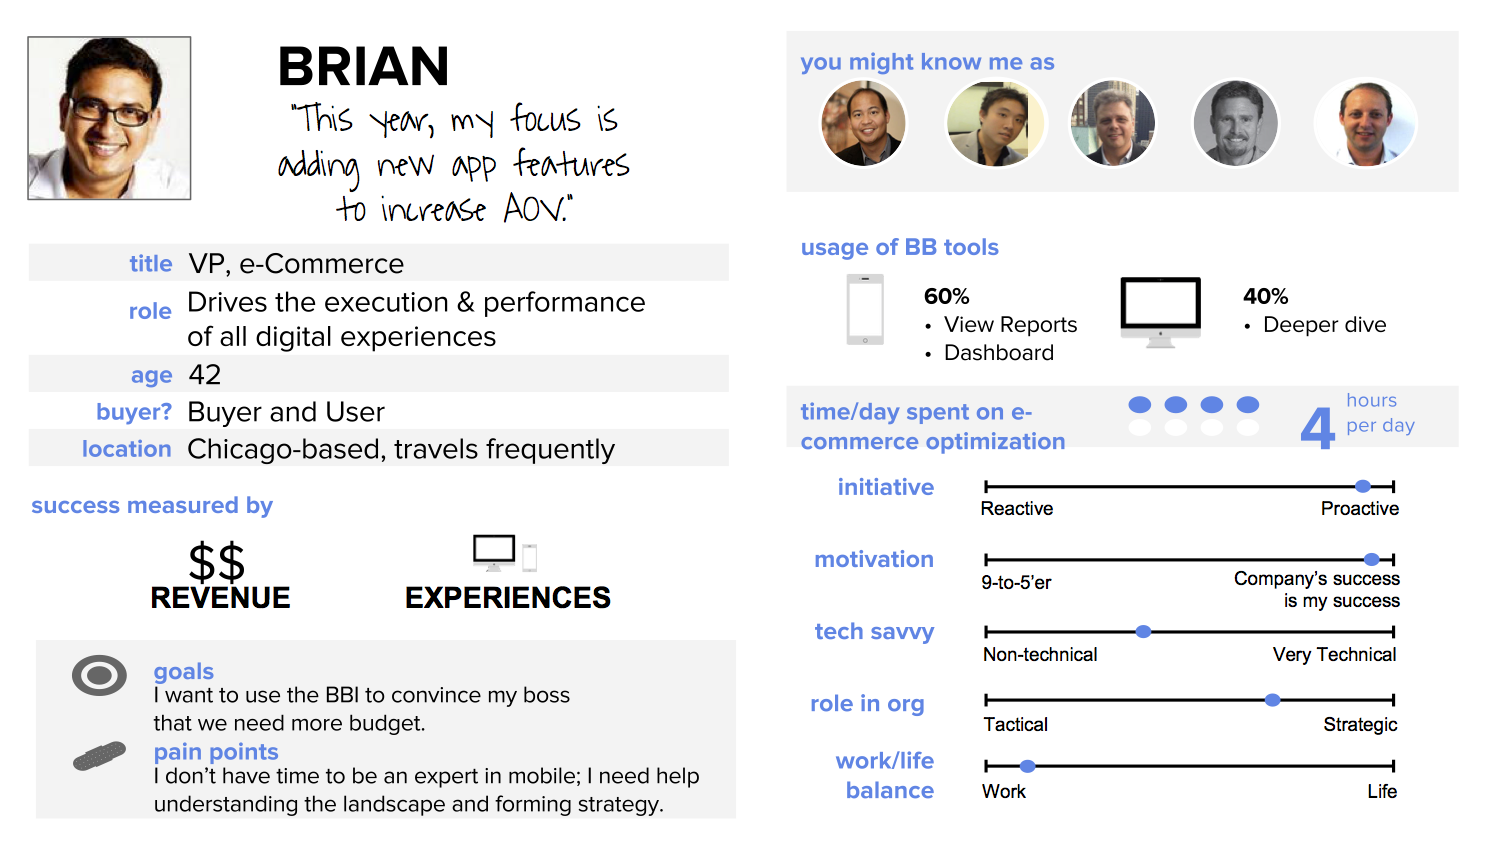 BRIAN
"This year, my focus is
adding new app features
to increase AOV."
title VP, e-Commerce
role Drives the execution & performance
of all digital experiences
age 42
buyer? Buyer and User
location Chicago-based, travels frequently
success measured by
$$
REVENUE
EXPERIENCES
goals
I want to use the BBI to convince my boss
that we need more budget.
pain points
I don't have time to be an expert in mobile; I need help
understanding the landscape and forming strategy.
you might know me as
usage of BB tools
60%
• View Reports
• Dashboard
40%
• Deeper dive
time/day spent on e-
commerce optimization
4 hours
per day
initiative
Reactive Proactive
motivation
9-to-5'er Company's success
is my success
tech savvy
Non-technical Very Technical
role in org
Tactical Strategic
work/life
balance
Work Life